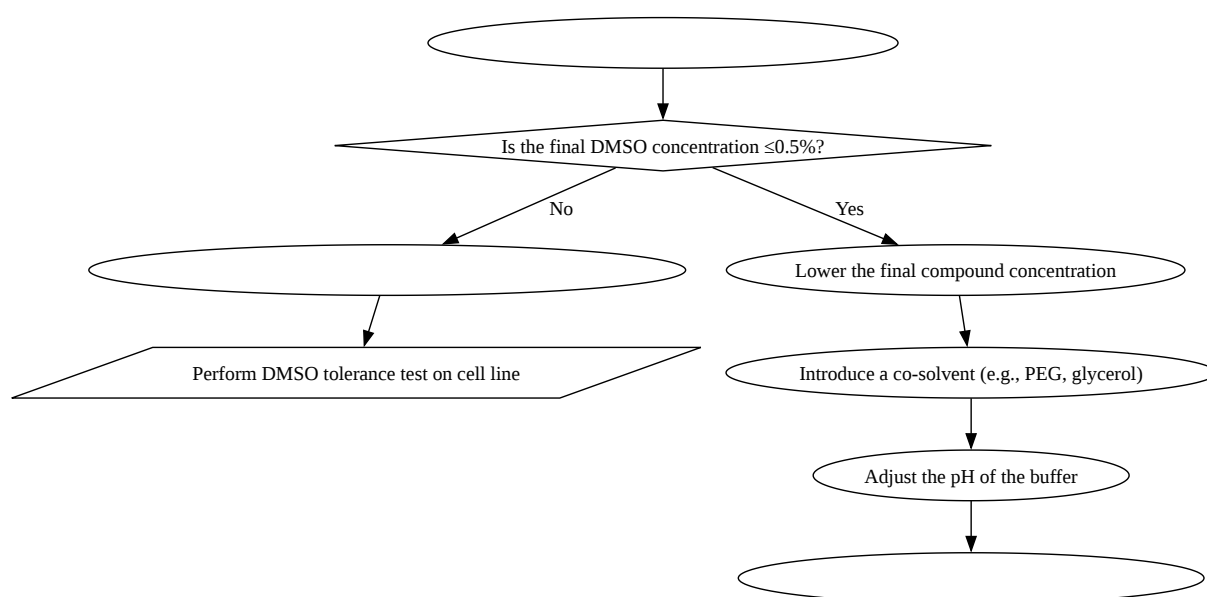 Is the final DMSO concentration ≤0.5%?
No
Yes
Lower the final compound concentration
Perform DMSO tolerance test on cell line
Introduce a co-solvent (e.g., PEG, glycerol)
Adjust the pH of the buffer